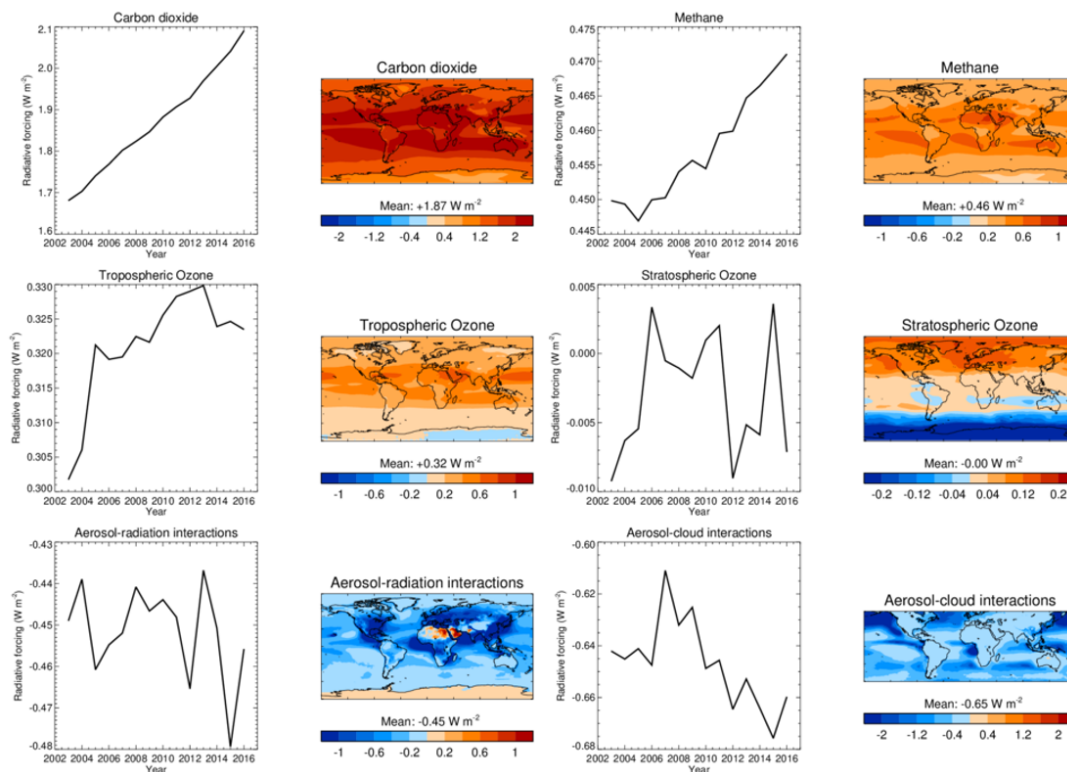 Carbon dioxide
2.1
2.0
1.9
1.8
1.7
1.6
Radiative forcing (W m⁻²)
2002 2004 2006 2008 2010 2012 2014 2016
Year
Carbon dioxide
Mean: +1.87 W m⁻²
-2 -1.2 -0.4 0.4 1.2 2
Methane
0.475
0.470
0.465
0.460
0.455
0.450
0.445
Radiative forcing (W m⁻²)
2002 2004 2006 2008 2010 2012 2014 2016
Year
Methane
Mean: +0.46 W m⁻²
-1 -0.6 -0.2 0.2 0.6 1
Tropospheric Ozone
0.330
0.325
0.320
0.315
0.310
0.305
0.300
Radiative forcing (W m⁻²)
2002 2004 2006 2008 2010 2012 2014 2016
Year
Tropospheric Ozone
Mean: +0.32 W m⁻²
-1 -0.6 -0.2 0.2 0.6 1
Stratospheric Ozone
0.005
0.000
-0.005
-0.010
Radiative forcing (W m⁻²)
2002 2004 2006 2008 2010 2012 2014 2016
Year
Stratospheric Ozone
Mean: -0.00 W m⁻²
-0.2 -0.12 -0.04 0.04 0.12 0.2
Aerosol-radiation interactions
-0.43
-0.44
-0.45
-0.46
-0.47
-0.48
Radiative forcing (W m⁻²)
2002 2004 2006 2008 2010 2012 2014 2016
Year
Aerosol-radiation interactions
Mean: -0.45 W m⁻²
-1 -0.6 -0.2 0.2 0.6 1
Aerosol-cloud interactions
-0.60
-0.62
-0.64
-0.66
-0.68
Radiative forcing (W m⁻²)
2002 2004 2006 2008 2010 2012 2014 2016
Year
Aerosol-cloud interactions
Mean: -0.65 W m⁻²
-2 -1.2 -0.4 0.4 1.2 2